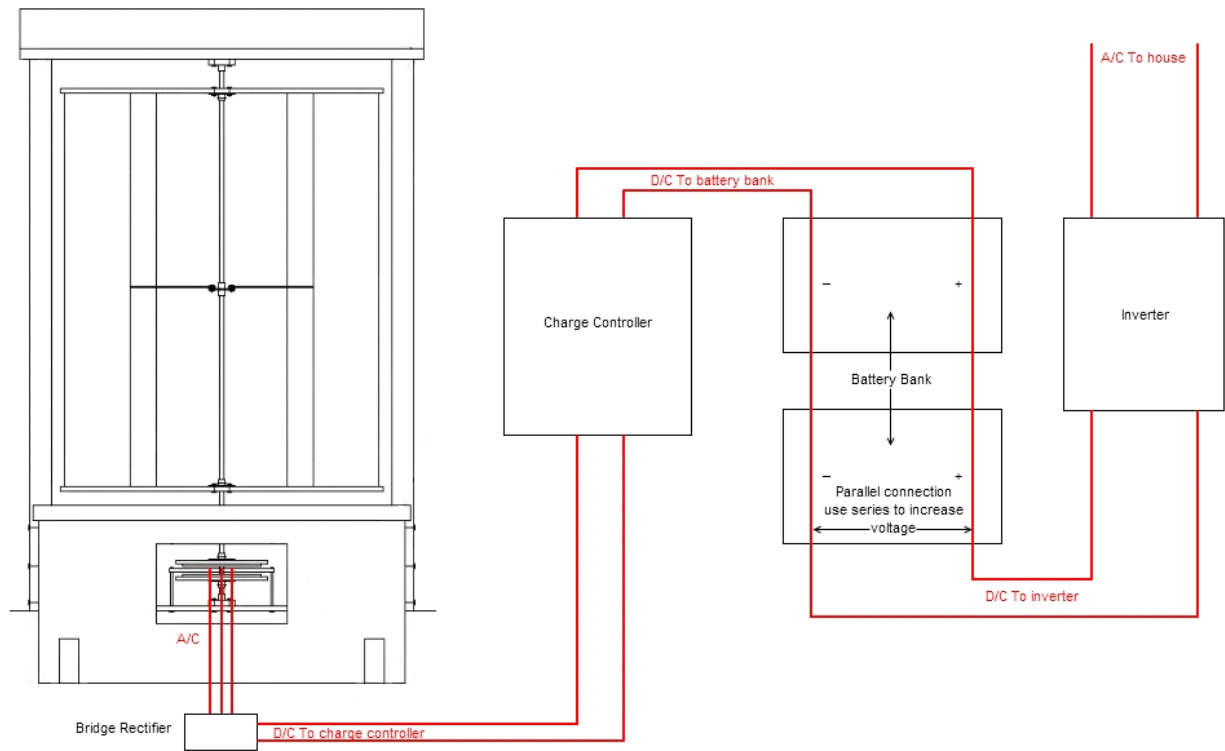 A/C To house
D/C To battery bank
– +
Charge Controller
Inverter
Battery Bank
– +
Parallel connection
use series to increase
voltage
D/C To inverter
A/C
Bridge Rectifier
D/C To charge controller